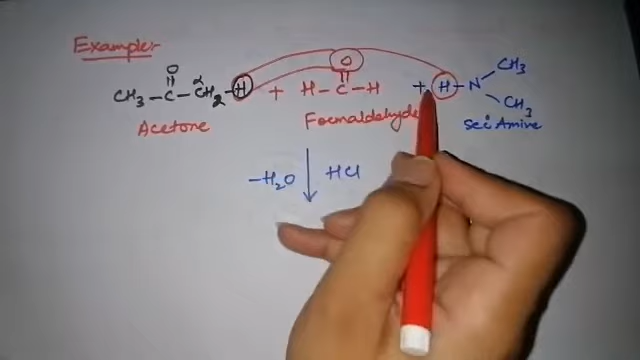 Example:
CH3-C(=O)-CH2(α)-H + H-C(=O)-H + H-N(CH3)-CH3
Acetone Formaldehyde sec. Amine
-H2O ↓ HCl